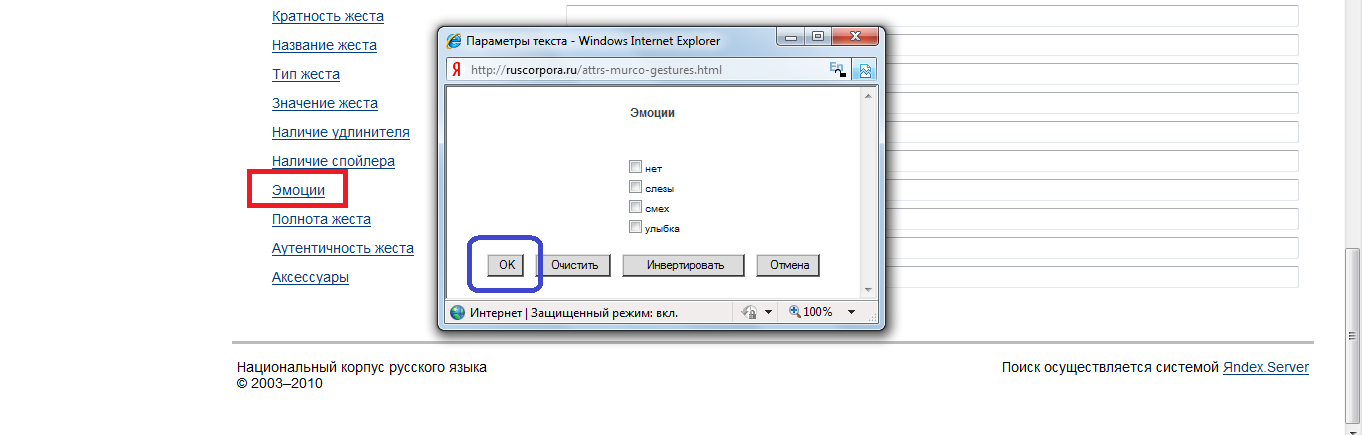 Кратность жеста
Название жеста
Тип жеста
Значение жеста
Наличие удлинителя
Наличие спойлера
Эмоции
Полнота жеста
Аутентичность жеста
Аксессуары
Параметры текста - Windows Internet Explorer
Я http://ruscorpora.ru/attrs-murco-gestures.html En
Эмоции
нет
слезы
смех
улыбка
OK Очистить Инвертировать Отмена
Интернет | Защищенный режим: вкл. 100%
Национальный корпус русского языка
© 2003–2010
Поиск осуществляется системой Яndex.Server